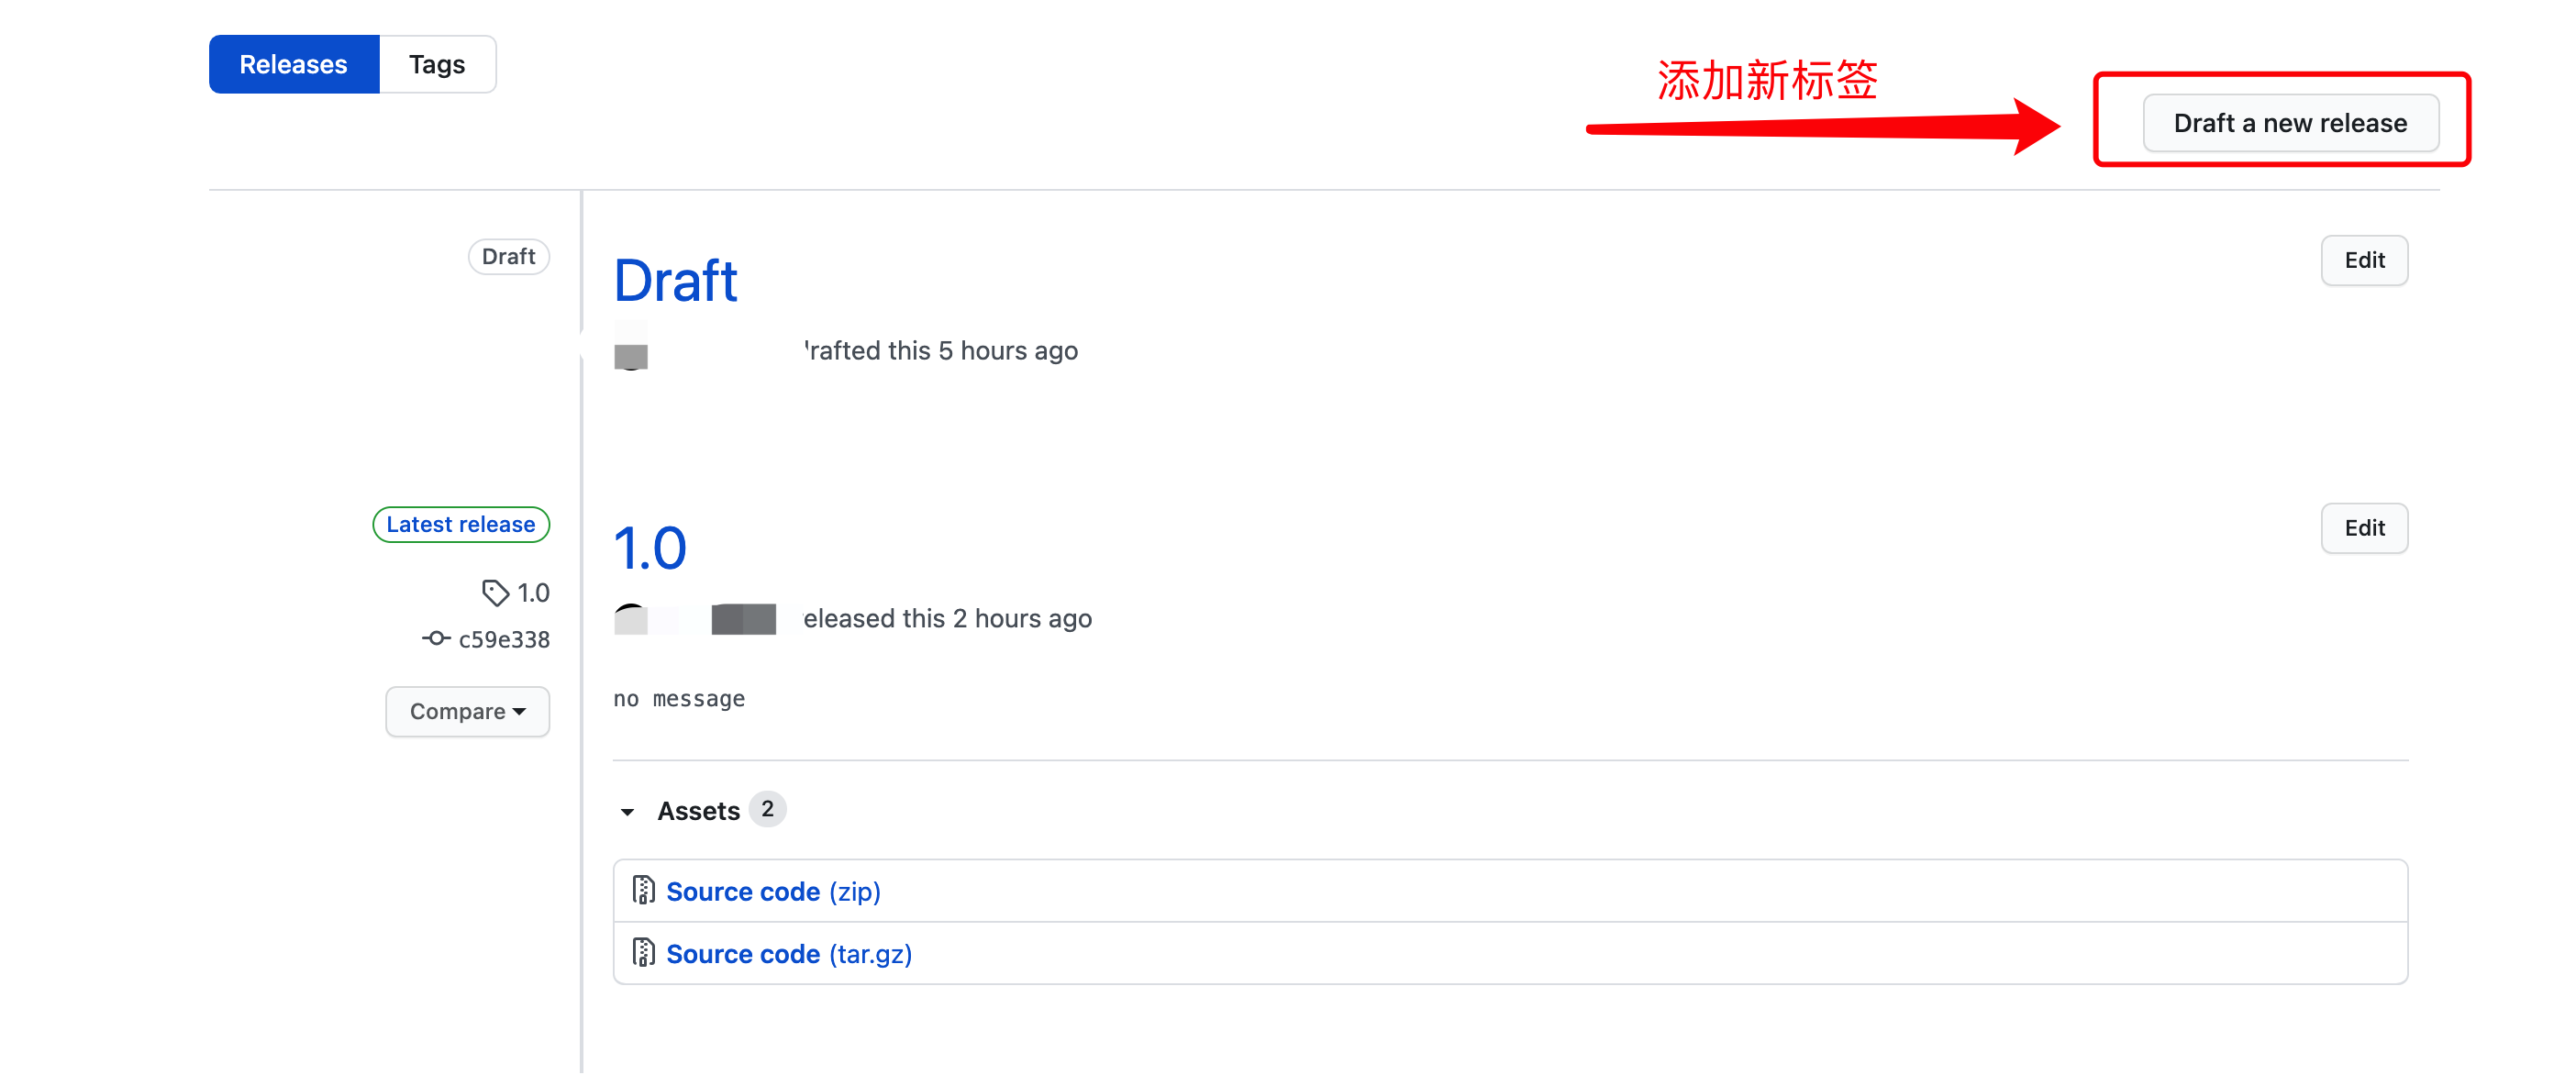 Releases Tags
添加新标签
Draft a new release
Draft
Draft
Edit
rafted this 5 hours ago
Latest release
1.0
Edit
1.0
eleased this 2 hours ago
c59e338
no message
Compare
Assets 2
Source code (zip)
Source code (tar.gz)